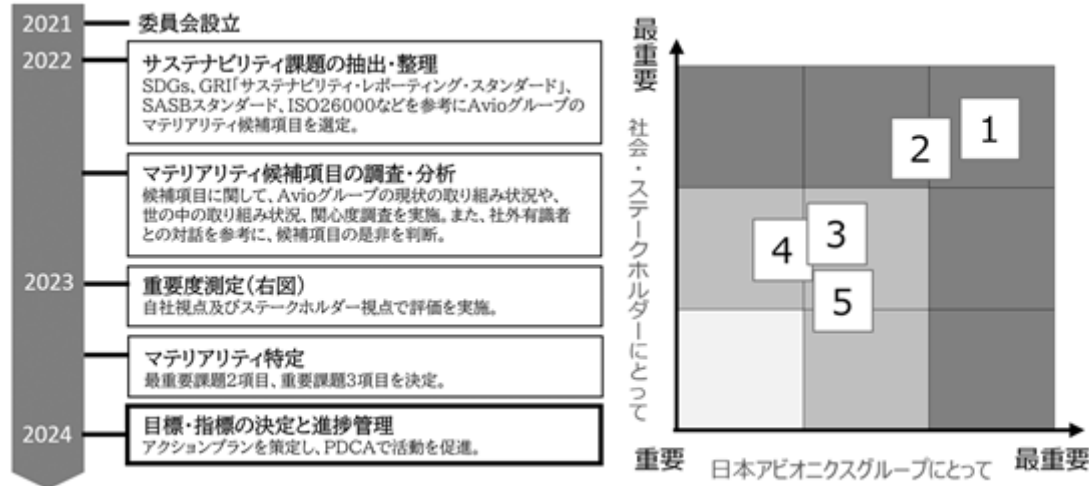 2021
委員会設立
2022
サステナビリティ課題の抽出・整理
SDGs、GRI「サステナビリティ・レポーティング・スタンダード」、
SASBスタンダード、ISO26000などを参考にAvioグループの
マテリアリティ候補項目を選定。
マテリアリティ候補項目の調査・分析
候補項目に関して、Avioグループの現状の取り組み状況や、
世の中の取り組み状況、関心度調査を実施。また、社外有識者
との対話を参考に、候補項目の是非を判断。
2023
重要度測定(右図)
自社視点及びステークホルダー視点で評価を実施。
マテリアリティ特定
最重要課題2項目、重要課題3項目を決定。
2024
目標・指標の決定と進捗管理
アクションプランを策定し、PDCAで活動を促進。
最重要
社会・ステークホルダーにとって
1
2
3
4
5
重要
日本アビオニクスグループにとって
最重要